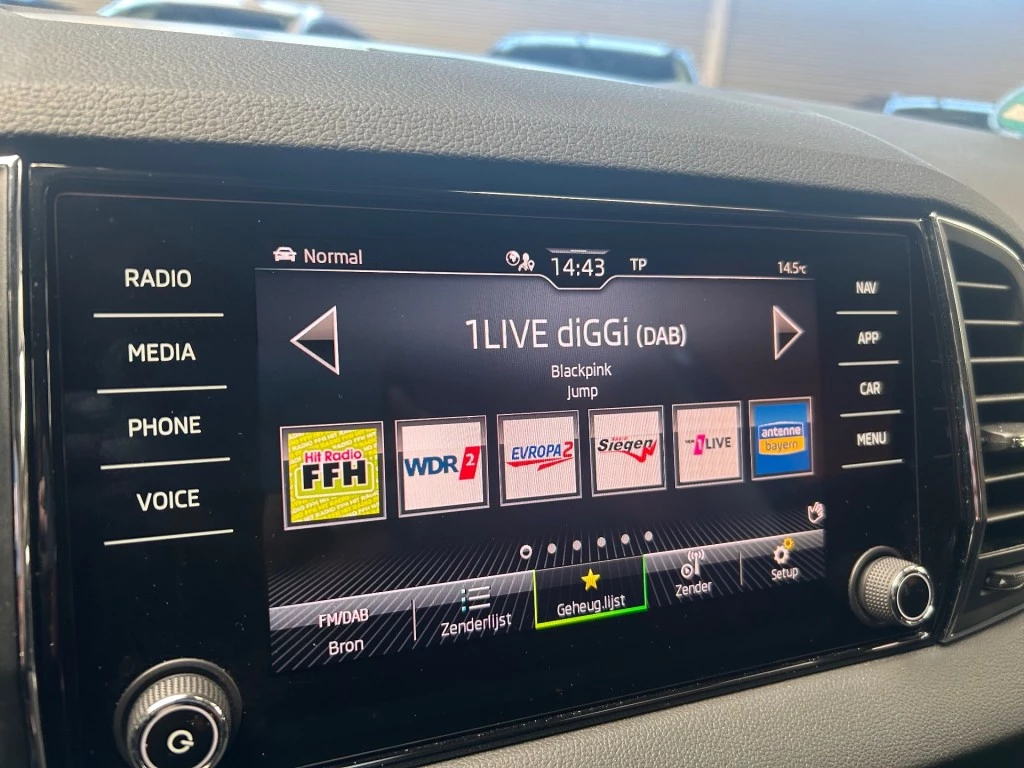 RADIO
MEDIA
PHONE
VOICE
Normal
14:43
TP
14.5°C
1LIVE diGGi (DAB)
Blackpink
Jump
Hit Radio
FFH
WDR 2
EVROPA 2
Siegen
1LIVE
antenne
bayern
FM/DAB
Bron
Zenderlijst
Geheug.lijst
Zender
Setup
NAV
APP
CAR
MENU